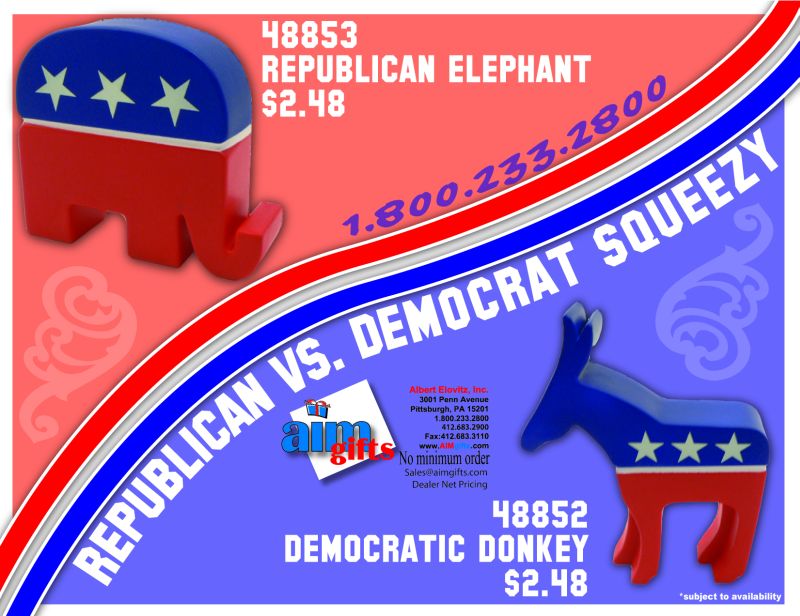 48853
REPUBLICAN ELEPHANT
$2.48
1.800.233.2800
REPUBLICAN VS. DEMOCRAT SQUEEZY
aim
gifts
Albert Elovitz, Inc.
3001 Penn Avenue
Pittsburgh, PA 15201
1.800.233.2800
412.683.2900
Fax:412.683.3110
www.AIMgifts.com
No minimum order
Sales@aimgifts.com
Dealer Net Pricing
48852
DEMOCRATIC DONKEY
$2.48
*subject to availability